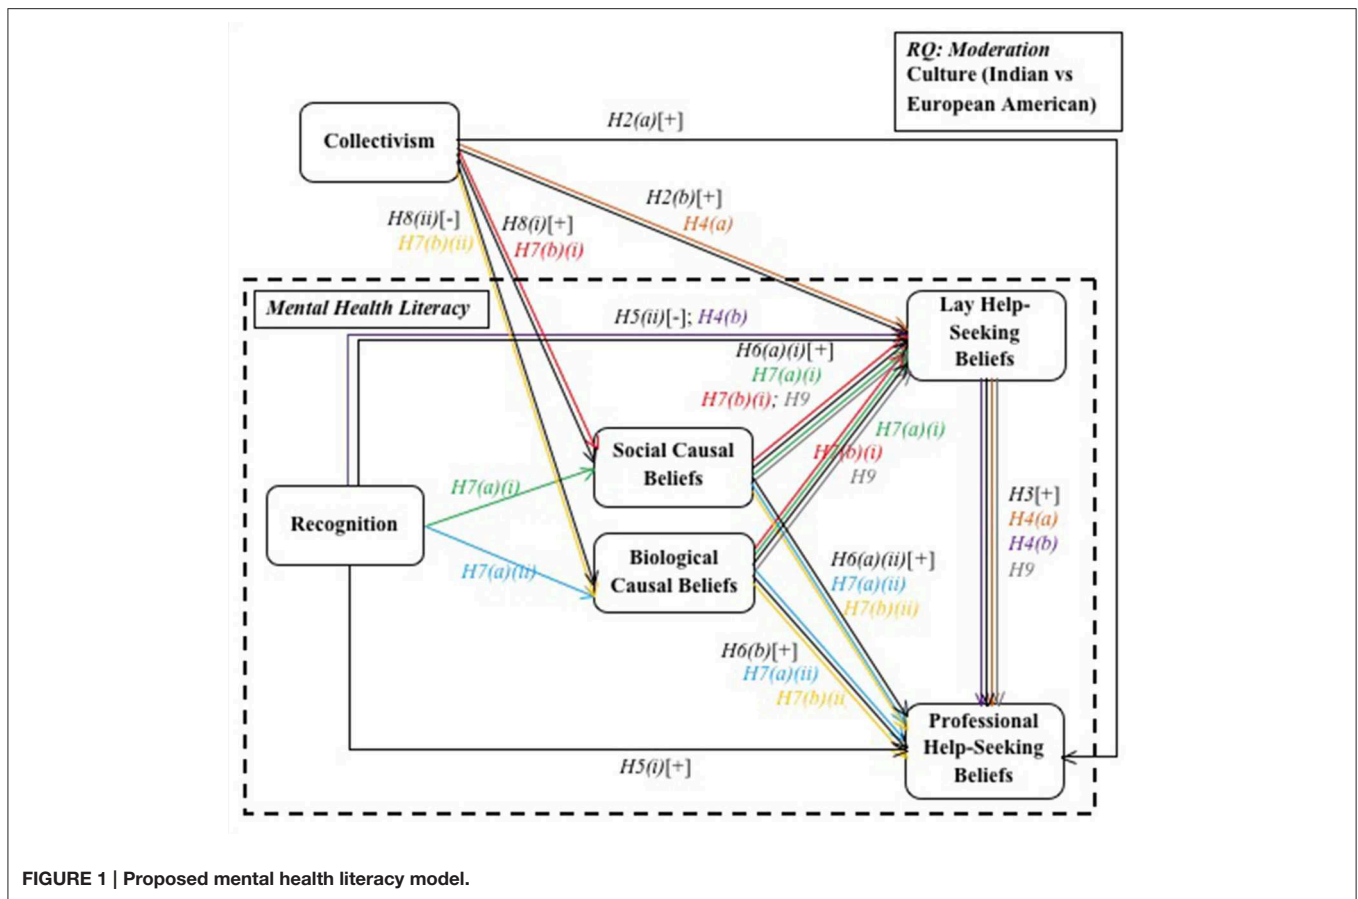 RQ: Moderation
Culture (Indian vs
European American)
H2(a)[+]
Collectivism
H2(b)[+]
H4(a)
H8(ii)[-]
H7(b)(ii)
H8(i)[+]
H7(b)(i)
Mental Health Literacy
H5(ii)[-]; H4(b)
Lay Help-
Seeking
Beliefs
H6(a)(i)[+]
H7(a)(i)
H7(b)(i); H9
H7(a)(i)
H7(b)(i)
H9
Social Causal
Beliefs
H7(a)(i)
Recognition
H7(a)(ii)
Biological
Causal Beliefs
H3[+]
H4(a)
H4(b)
H9
H6(a)(ii)[+]
H7(a)(ii)
H7(b)(ii)
H6(b)[+]
H7(a)(ii)
H7(b)(ii
Professional
Help-Seeking
Beliefs
H5(i)[+]
FIGURE 1 | Proposed mental health literacy model.